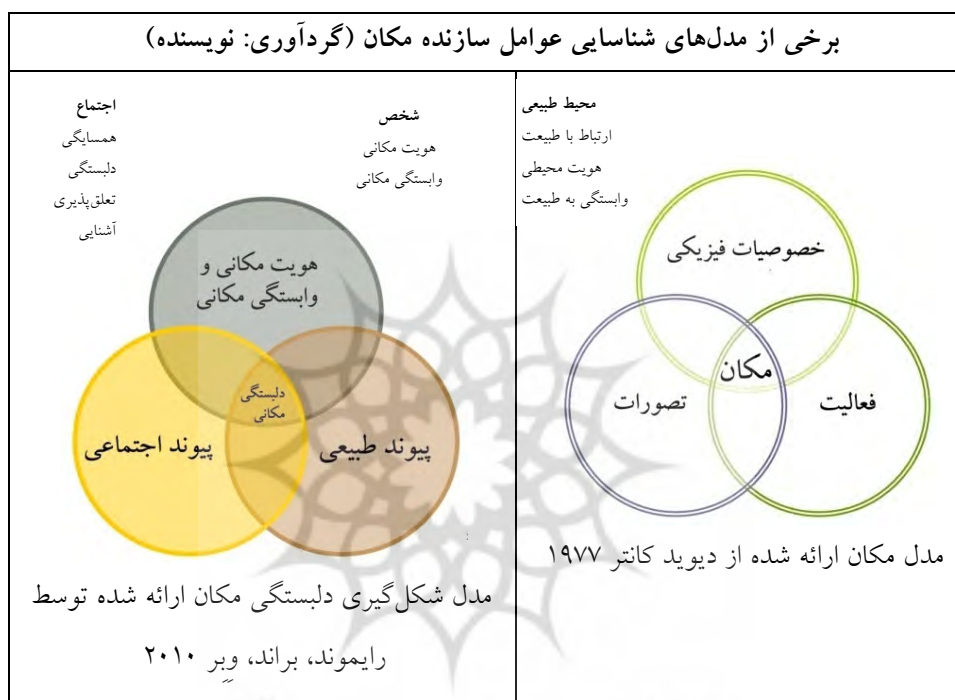 برخی از مدل‌های شناسایی عوامل سازنده مکان (گردآوری: نویسنده)
محیط طبیعی
ارتباط با طبیعت
هویت محیطی
وابستگی به طبیعت
خصوصیات فیزیکی
مکان
فعالیت
تصورات
مدل مکان ارائه شده از دیوید کانتر ۱۹۷۷
شخص
هویت مکانی
وابستگی مکانی
اجتماع
همسایگی
دلبستگی
تعلق‌پذیری
آشنایی
هویت مکانی و
وابستگی مکانی
دلبستگی
مکانی
پیوند طبیعی
پیوند اجتماعی
مدل شکل‌گیری دلبستگی مکان ارائه شده توسط
رایموند، براند، وبر ۲۰۱۰